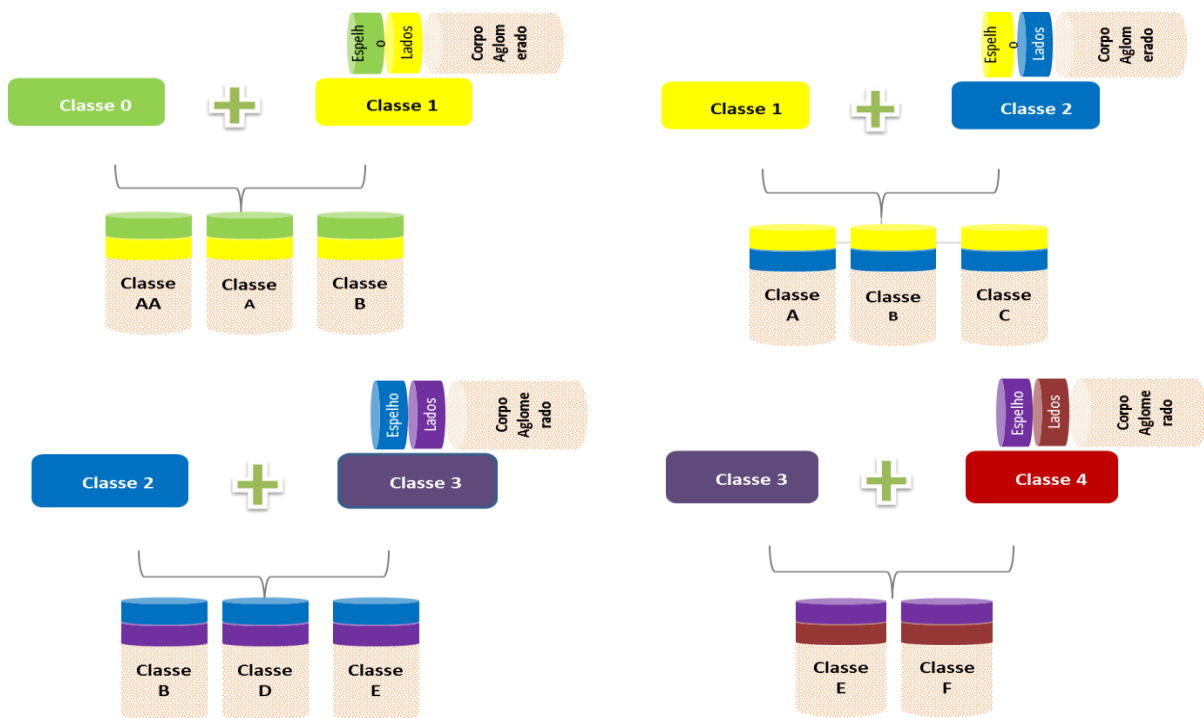 Espelh
o
Lados
Corpo
Aglom
erado
Classe 0
Classe 1
Classe
AA
Classe
A
Classe
B
Espelh
o
Lados
Corpo
Aglom
erado
Classe 1
Classe 2
Classe
A
Classe
B
Classe
C
Espelho
Lados
Corpo
Aglome
rado
Classe 2
Classe 3
Classe
B
Classe
D
Classe
E
Espelho
Lados
Corpo
Aglome
rado
Classe 3
Classe 4
Classe
E
Classe
F